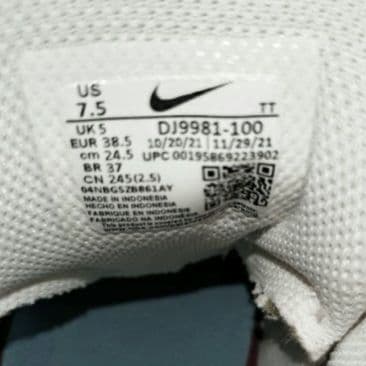 US
7.5
TT
UK 5
DJ9981-100
EUR 38.5
10/20/21
11/29/21
cm 24.5
UPC 00195869223902
BR 37
CN 245(2.5)
04NBGSZB861AY
MADE IN INDONESIA
HECHO EN INDONESIA
FABRIQUE EN INDONESIE
FABRICADO NA INDONESIA